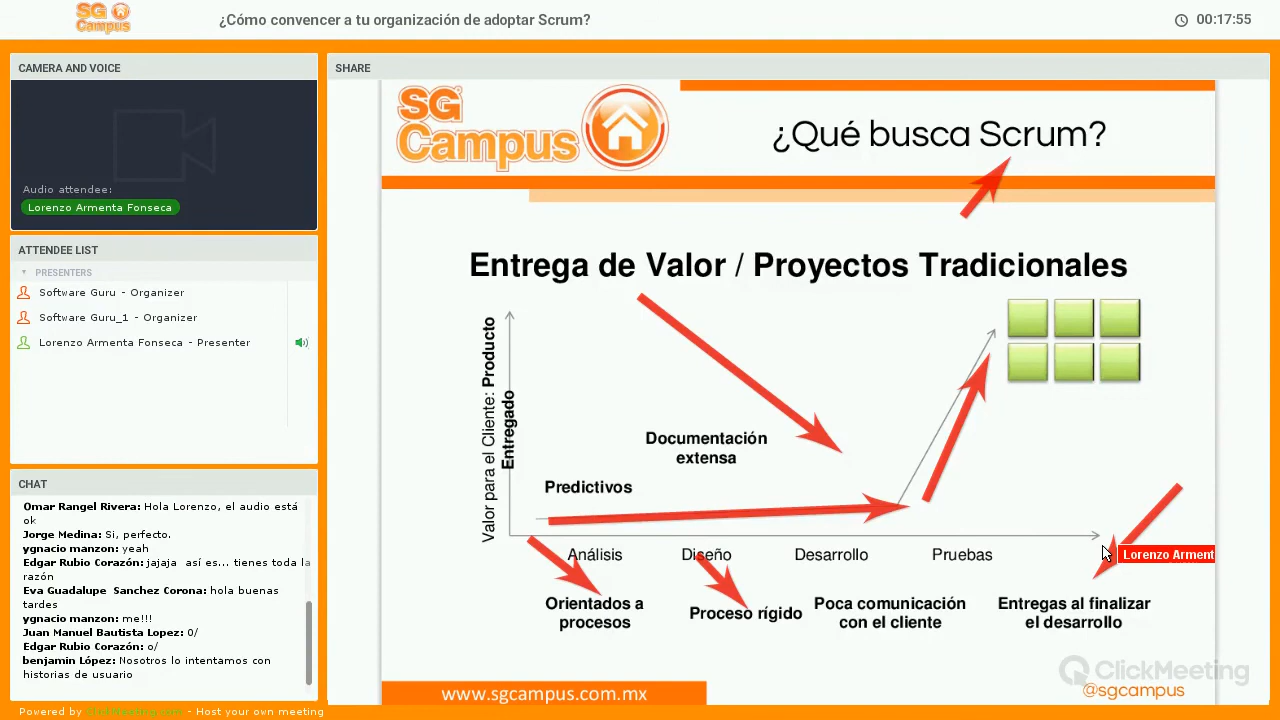 SG Campus
¿Cómo convencer a tu organización de adoptar Scrum?
00:17:55
CAMERA AND VOICE
Audio attendee:
Lorenzo Armenta Fonseca
ATTENDEE LIST
PRESENTERS
Software Guru - Organizer
Software Guru_1 - Organizer
Lorenzo Armenta Fonseca - Presenter
CHAT
Omar Rangel Rivera: Hola Lorenzo, el audio está
ok
Jorge Medina: Si, perfecto.
ygnacio manzon: yeah
Edgar Rubio Corazón: jajaja así es... tienes toda la
razón
Eva Guadalupe Sanchez Corona: hola buenas
tardes
ygnacio manzon: me!!!
Juan Manuel Bautista Lopez: 0/
Edgar Rubio Corazón: o/
benjamin López: Nosotros lo intentamos con
historias de usuario
SHARE
SG
Campus
¿Qué busca Scrum?
Entrega de Valor / Proyectos Tradicionales
Valor para el Cliente: Producto
Entregado
Documentación
extensa
Predictivos
Análisis
Diseño
Desarrollo
Pruebas
Lorenzo Arment
Orientados a
procesos
Proceso rígido
Poca comunicación
con el cliente
Entregas al finalizar
el desarrollo
www.sgcampus.com.mx
ClickMeeting
@sgcampus
Powered by ClickMeeting.com - Host your own meeting